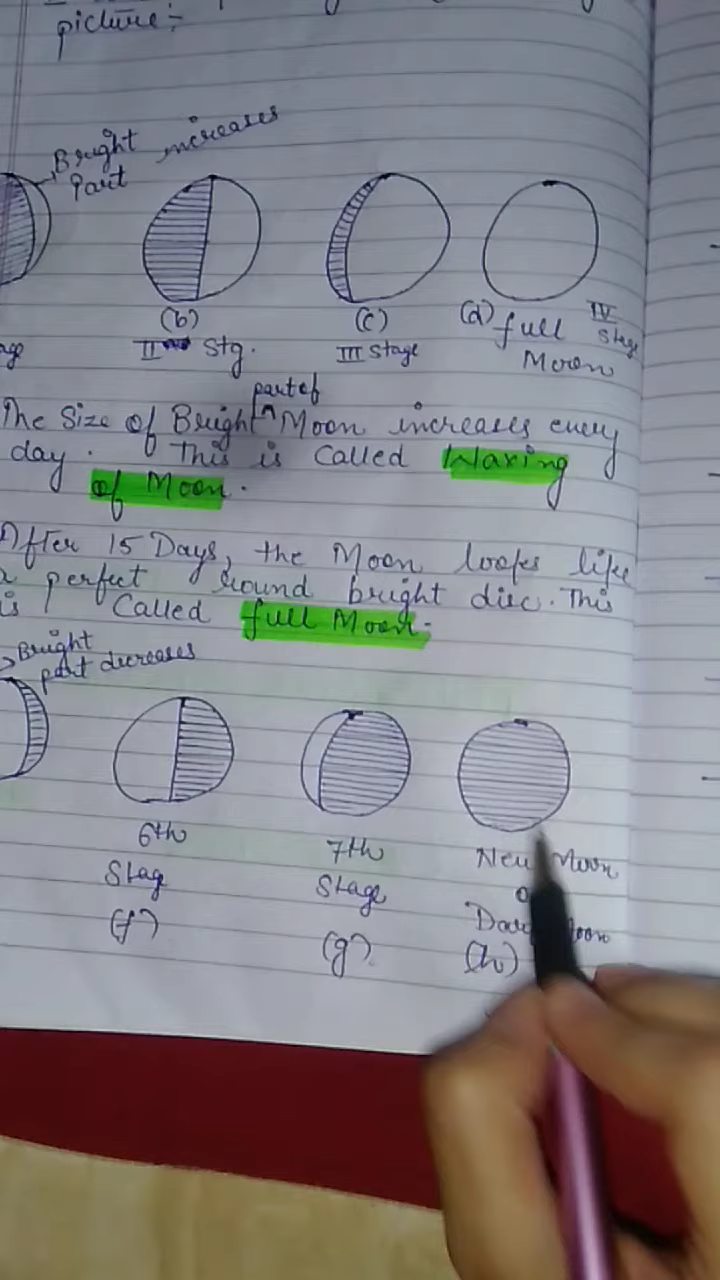 picture :-
Bright
part increases
(b)
II Stg.
(c)
III Stage
(d) full
Moon
IV
Stage
part of
The Size of Bright ^ Moon increases every
day. This is Called Waxing
of Moon.
After 15 Days, the Moon looks like
a perfect round bright disc. This
is Called full Moon.
Bright
part decreases
6th
Stag
(f)
7th
Stage
(g)
New Moon
Moon
(h)